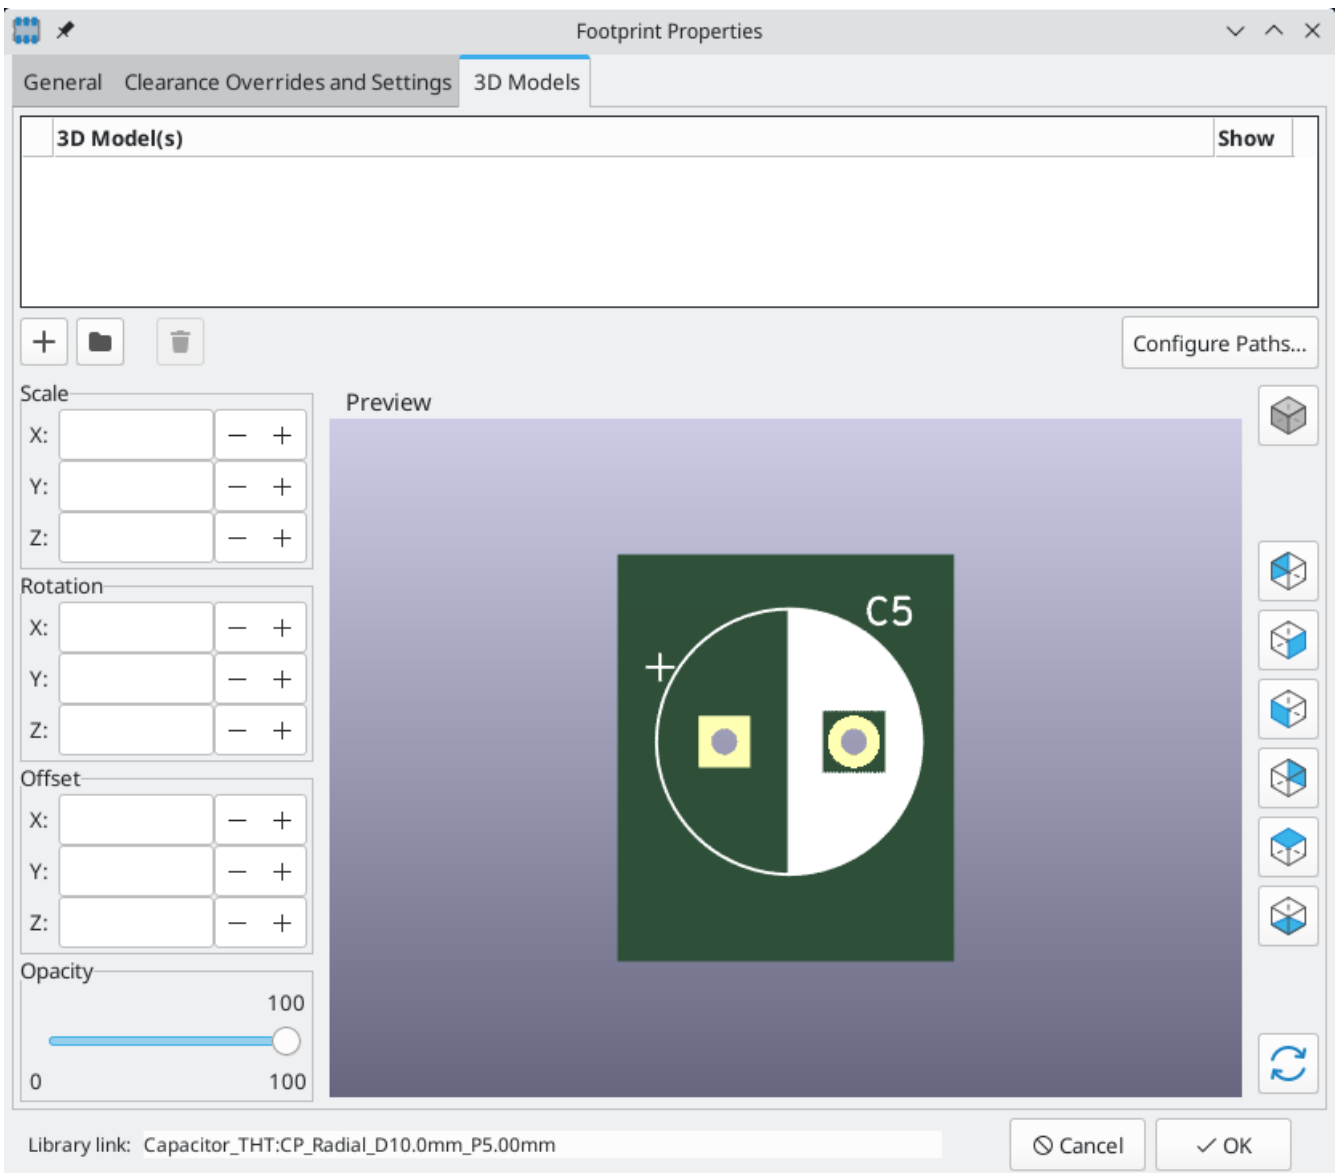 Footprint Properties
General Clearance Overrides and Settings 3D Models
3D Model(s) Show
Configure Paths...
Scale
X:
Y:
Z:
Rotation
X:
Y:
Z:
Offset
X:
Y:
Z:
Opacity
100
0 100
Preview
C5
+
Library link: Capacitor_THT:CP_Radial_D10.0mm_P5.00mm
Cancel OK